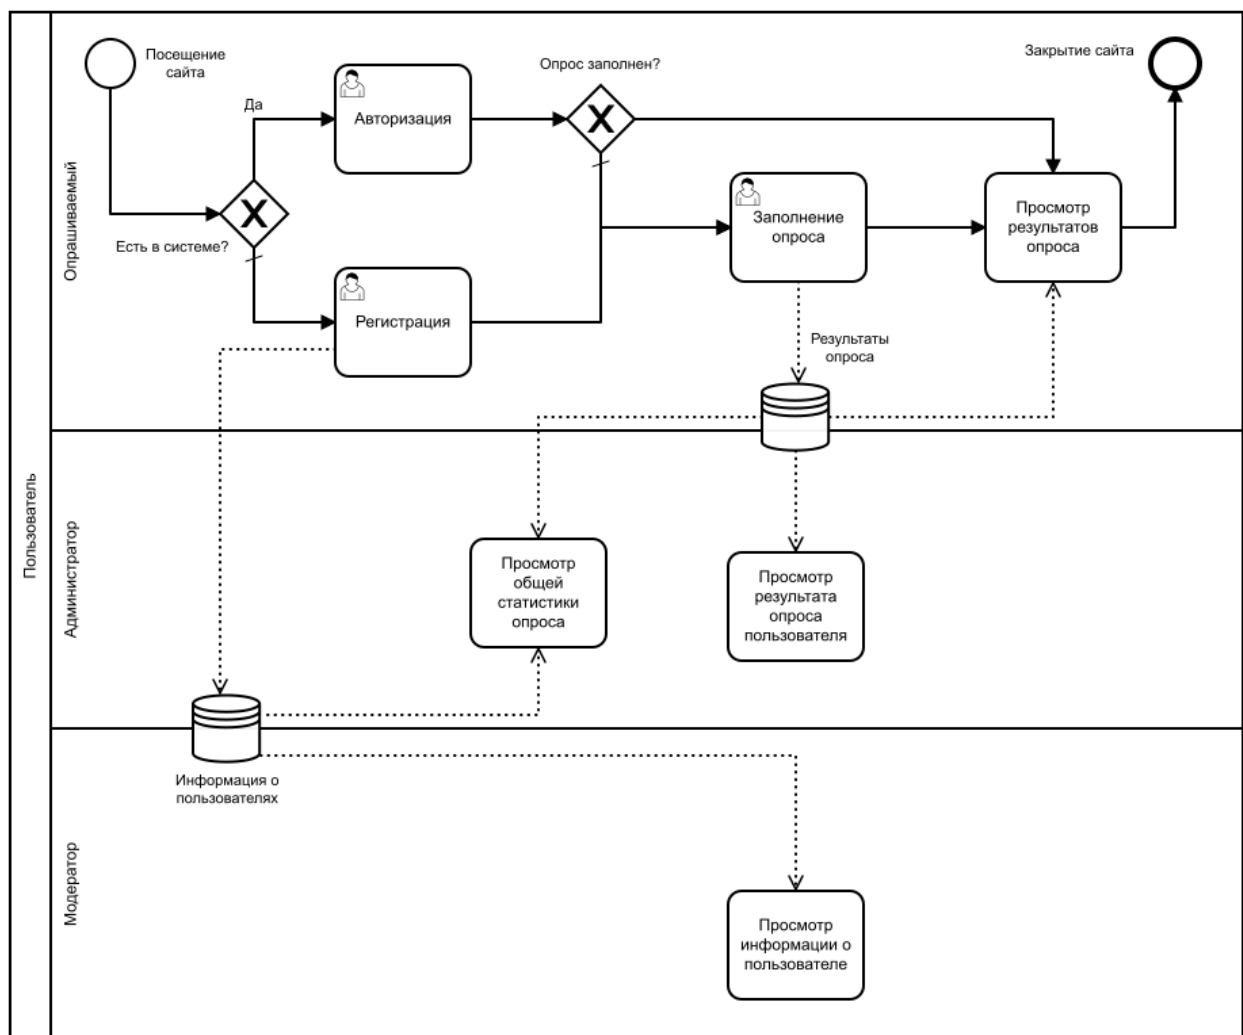 Пользователь
Опрашиваемый
Посещение
сайта
Да
Есть в системе?
Авторизация
Регистрация
Опрос заполнен?
Заполнение
опроса
Просмотр
результатов
опроса
Закрытие сайта
Результаты
опроса
Администратор
Просмотр
общей
статистики
опроса
Просмотр
результата
опроса
пользователя
Информация о
пользователях
Модератор
Просмотр
информации о
пользователе